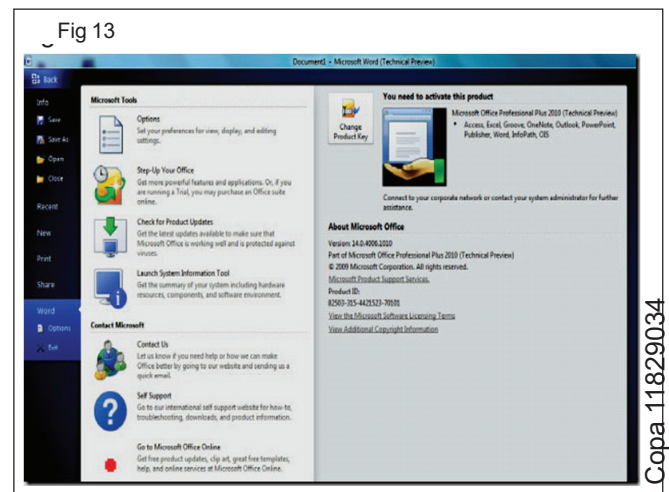 Fig 13
Document1 - Microsoft Word (Technical Preview)
Back
Info
Save
Save As
Open
Close
Recent
New
Print
Share
Word
Options
Exit
Microsoft Tools
Options
Set your preferences for view, display, and editing
settings.
Step-Up Your Office
Get more powerful features and applications. Or, if you
are running a Trial, you may purchase an Office suite
online.
Check for Product Updates
Get the latest updates available to make sure that
Microsoft Office is working well and is protected against
viruses.
Launch System Information Tool
Get the summary of your system including hardware
resources, components, and software environment.
Contact Microsoft
Contact Us
Let us know if you need help or how we can make
Office better by going to our website and sending us a
quick email.
Self Support
Go to our international self support website for how-to,
troubleshooting, downloads, and product information.
Go to Microsoft Office Online
Get free product updates, clip art, great free templates,
help, and online services at Microsoft Office Online.
Change
Product Key
You need to activate this product
Microsoft Office Professional Plus 2010 (Technical Preview)
• Access, Excel, Groove, OneNote, Outlook, PowerPoint,
Publisher, Word, InfoPath, OIS
Connect to your corporate network or contact your system administrator for further
assistance.
About Microsoft Office
Version: 14.0.4006.1010
Part of Microsoft Office Professional Plus 2010 (Technical Preview)
© 2009 Microsoft Corporation. All rights reserved.
Microsoft Product Support Services.
Product ID:
82503-315-4421523-70101
View the Microsoft Software Licensing Terms
View Additional Copyright Information
Copa 11829034